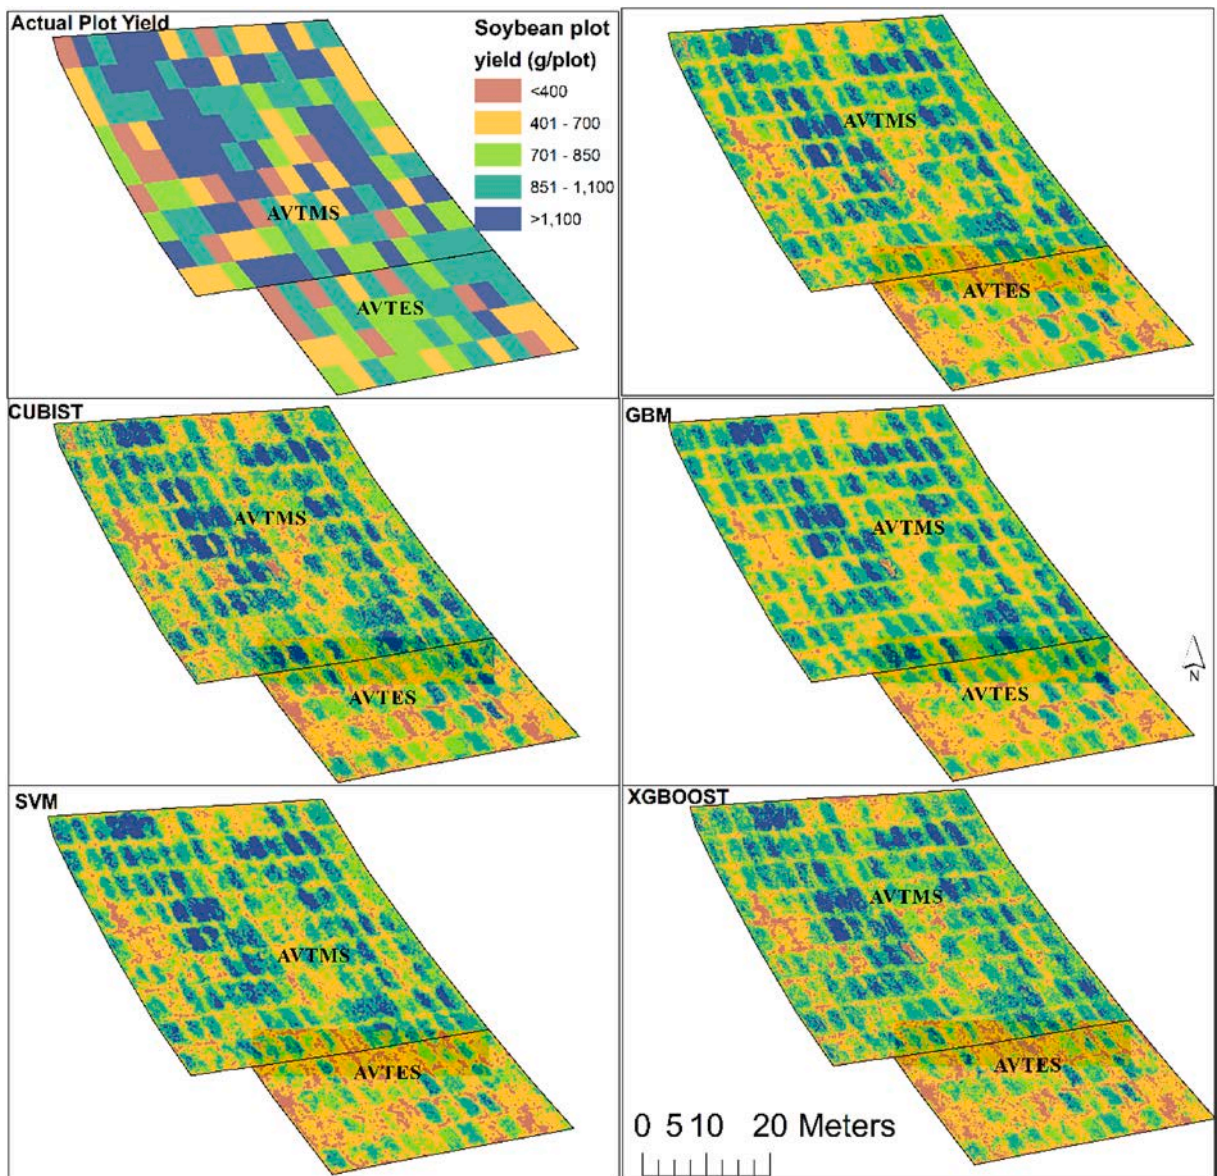 Actual Plot Yield
Soybean plot
yield (g/plot)
<400
401 - 700
701 - 850
851 - 1,100
>1,100
AVTMS
AVTES
AVTMS
AVTES
CUBIST
AVTMS
AVTES
GBM
AVTMS
AVTES
N
SVM
AVTMS
AVTES
XGBOOST
AVTMS
AVTES
0 5 10 20 Meters